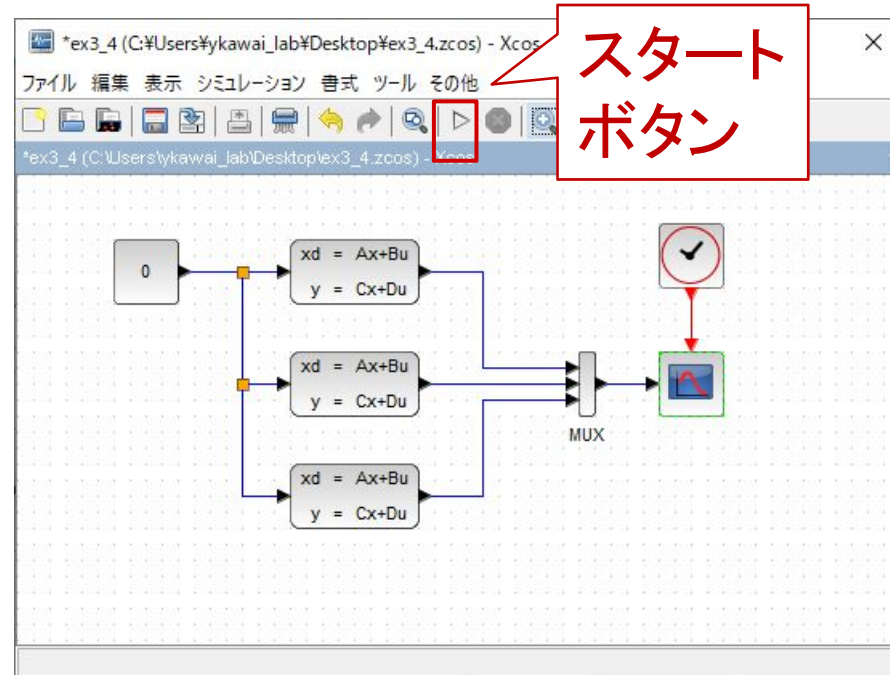 *ex3_4 (C:¥Users¥ykawai_lab¥Desktop¥ex3_4.zcos) - Xcos
スタート
ボタン
ファイル 編集 表示 シミュレーション 書式 ツール その他
*ex3_4 (C:\Users\ykawai_lab\Desktop\ex3_4.zcos) - Xcos
0
xd = Ax+Bu
y = Cx+Du
xd = Ax+Bu
y = Cx+Du
MUX
xd = Ax+Bu
y = Cx+Du